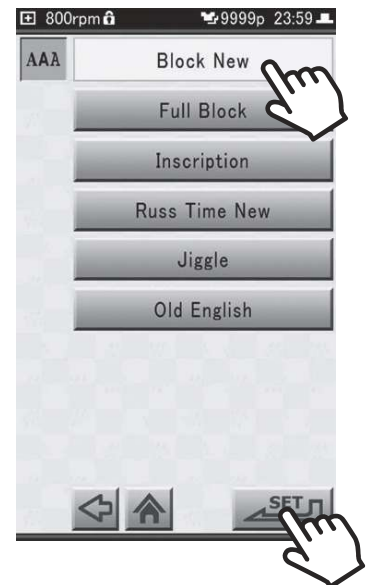 800rpm 9999p 23:59
AAA Block New
Full Block
Inscription
Russ Time New
Jiggle
Old English
SET